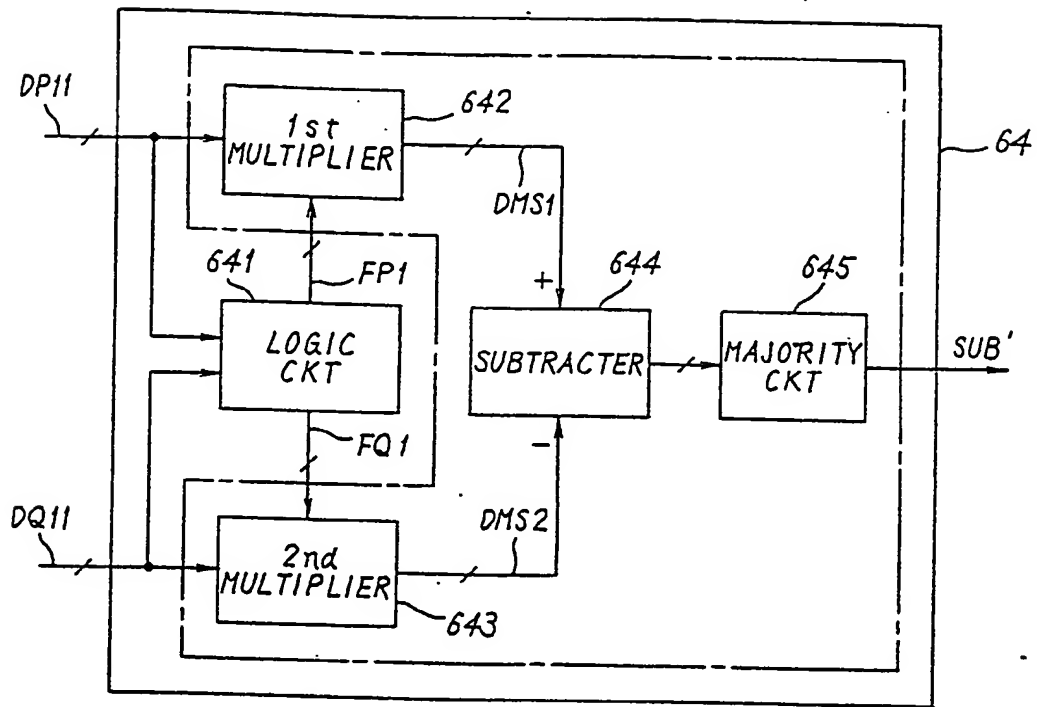 DP11
1st
MULTIPLIER
642
64
DMS1
641
FP1
LOGIC
CKT
+
644
SUBTRACTER
645
MAJORITY
CKT
SUB'
FQ1
-
DQ11
2nd
MULTIPLIER
643
DMS2